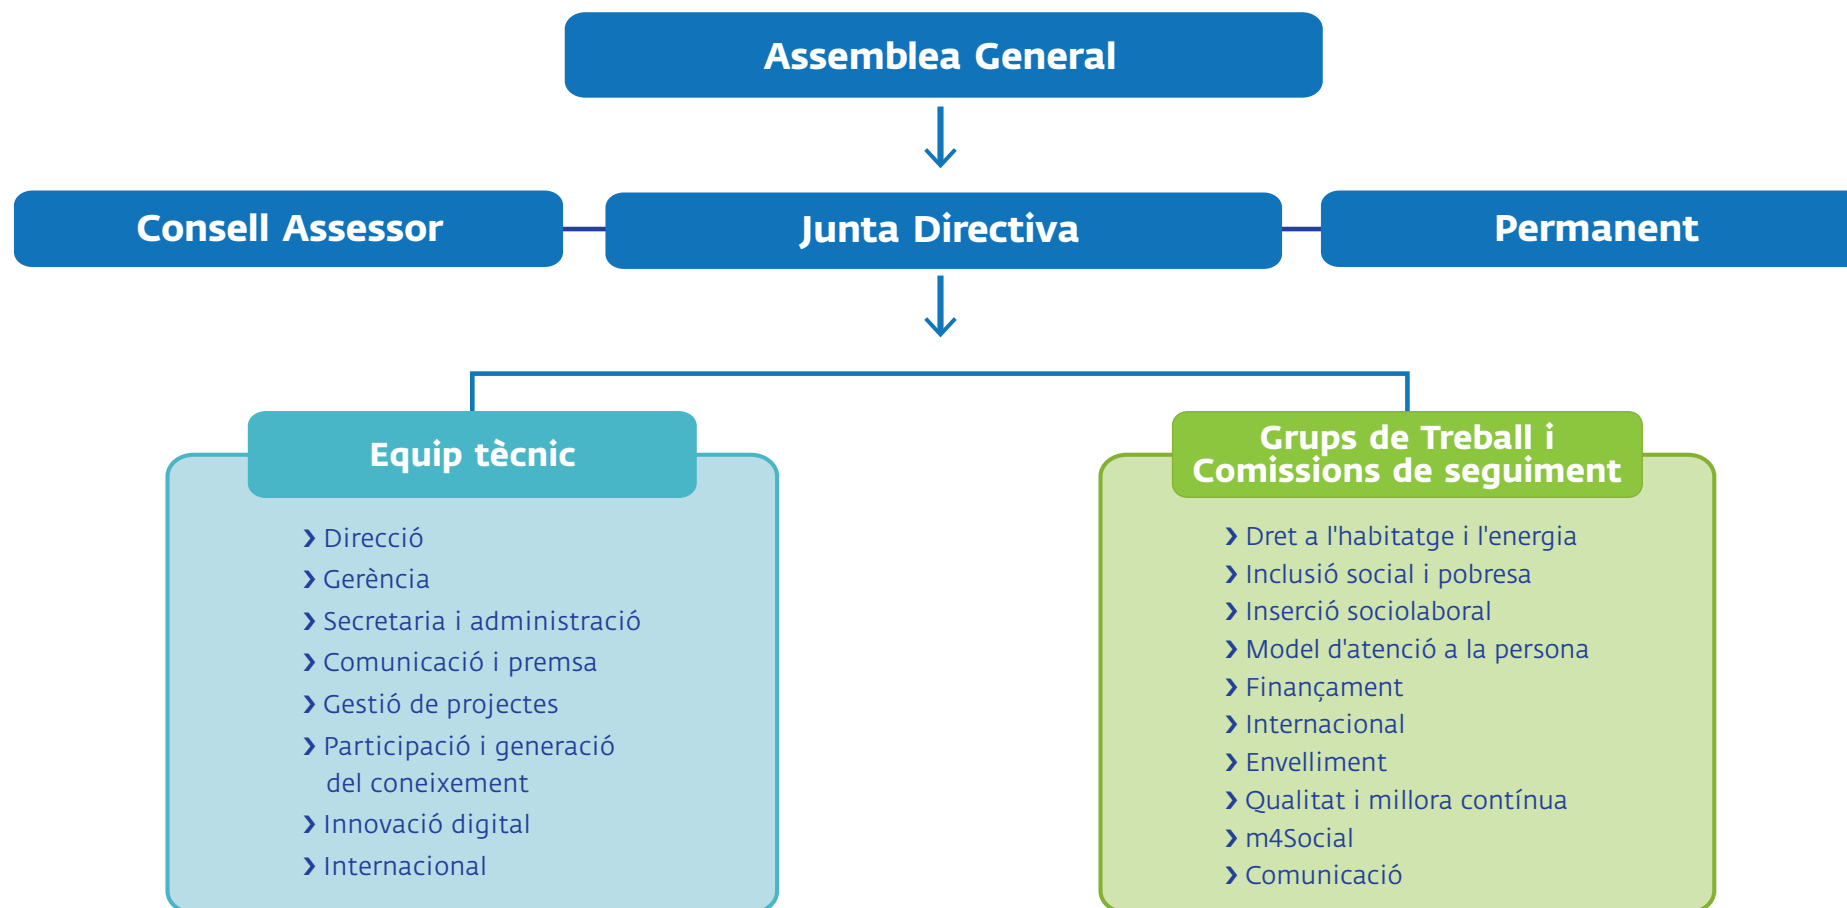 Assemblea General
Consell Assessor
Junta Directiva
Permanent
Equip tècnic
› Direcció
› Gerència
› Secretaria i administració
› Comunicació i premsa
› Gestió de projectes
› Participació i generació
del coneixement
› Innovació digital
› Internacional
Grups de Treball i
Comissions de seguiment
› Dret a l'habitatge i l'energia
› Inclusió social i pobresa
› Inserció sociolaboral
› Model d'atenció a la persona
› Finançament
› Internacional
› Envelliment
› Qualitat i millora contínua
› m4Social
› Comunicació